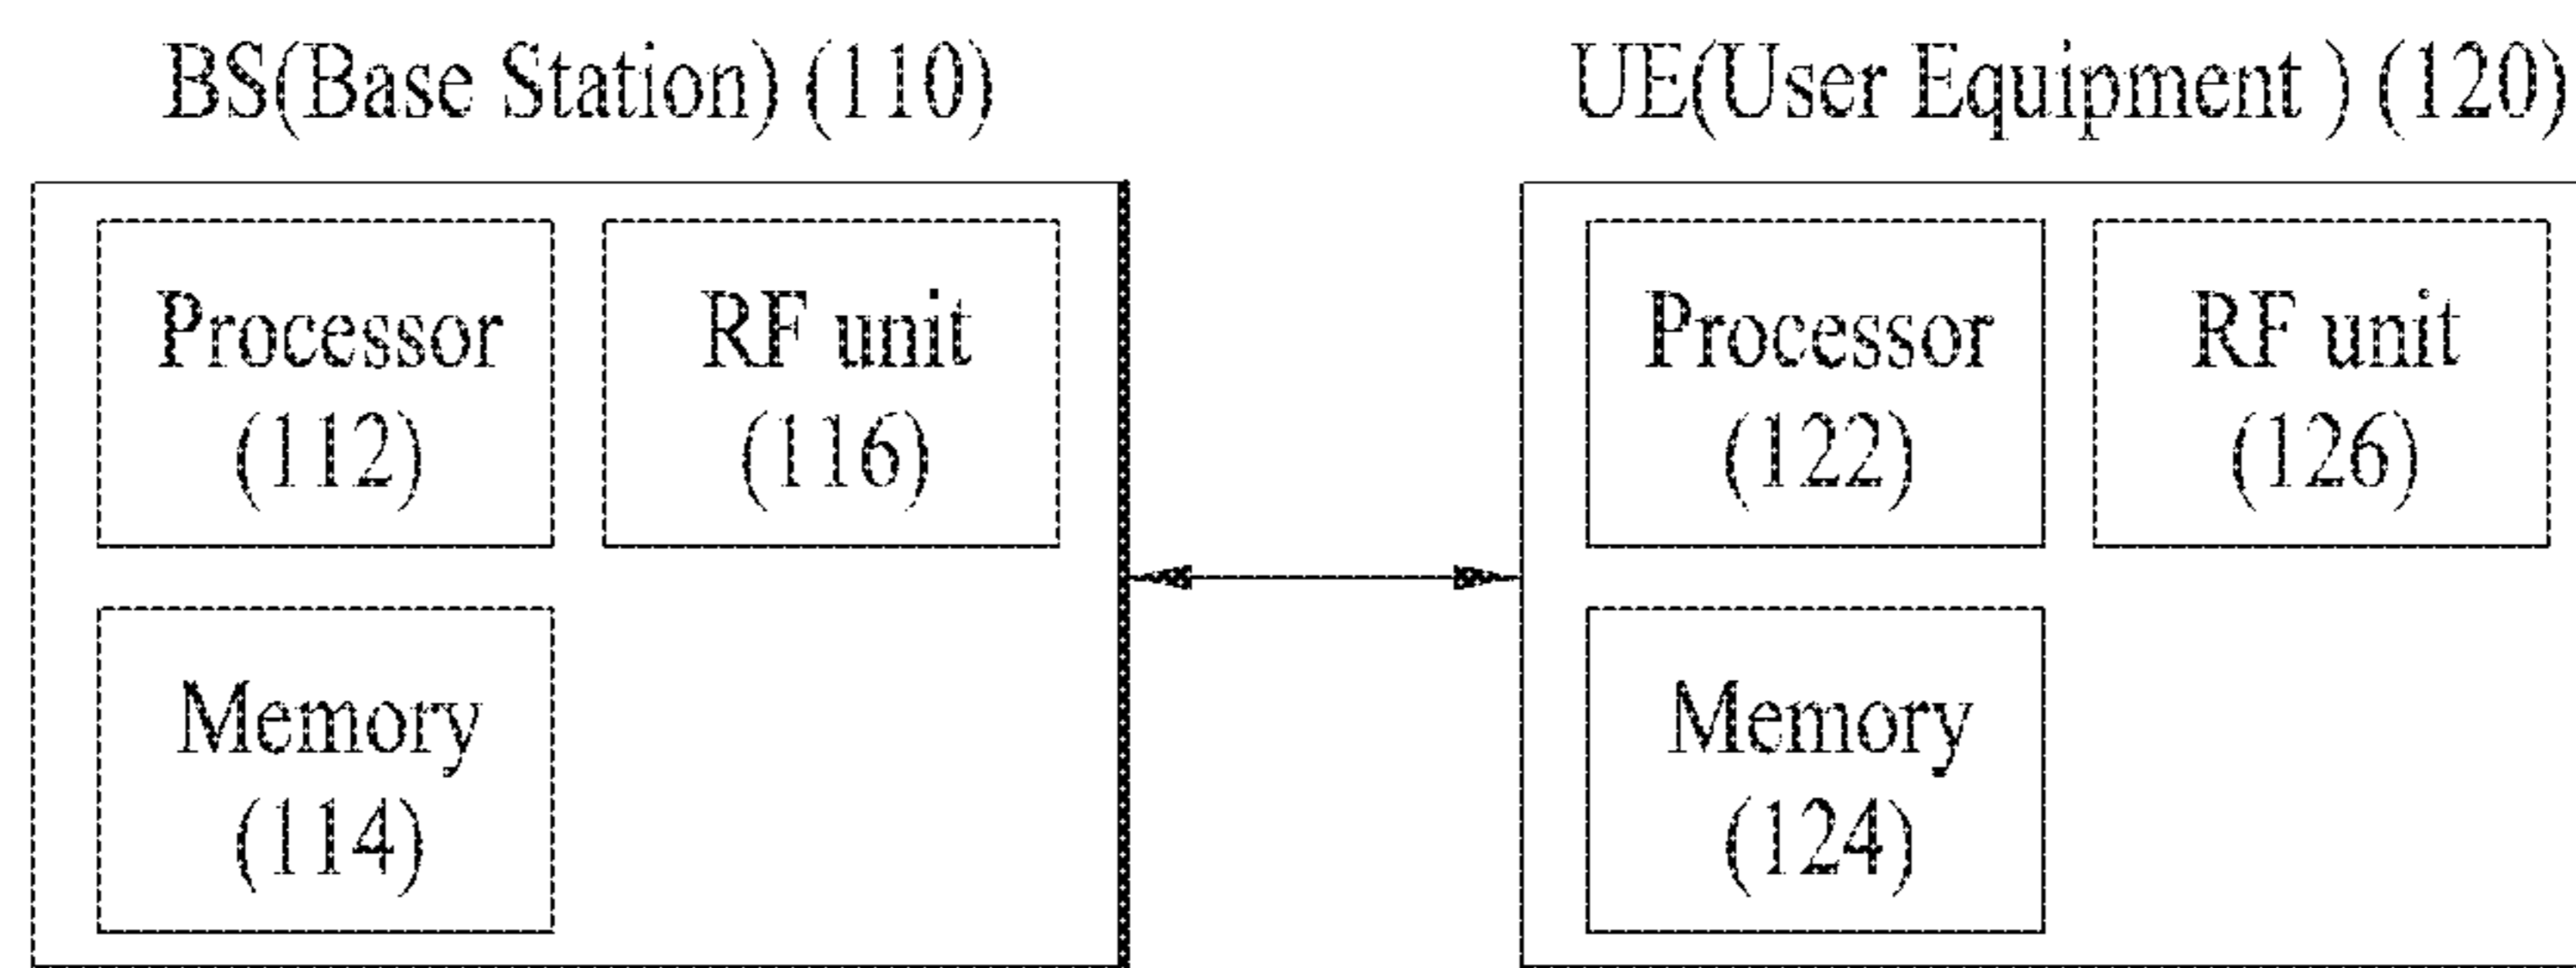 BS(Base Station) (110)
UE(User Equipment ) (120)
Processor
(112)
RF unit
(116)
Memory
(114)
Processor
(122)
RF unit
(126)
Memory
(124)